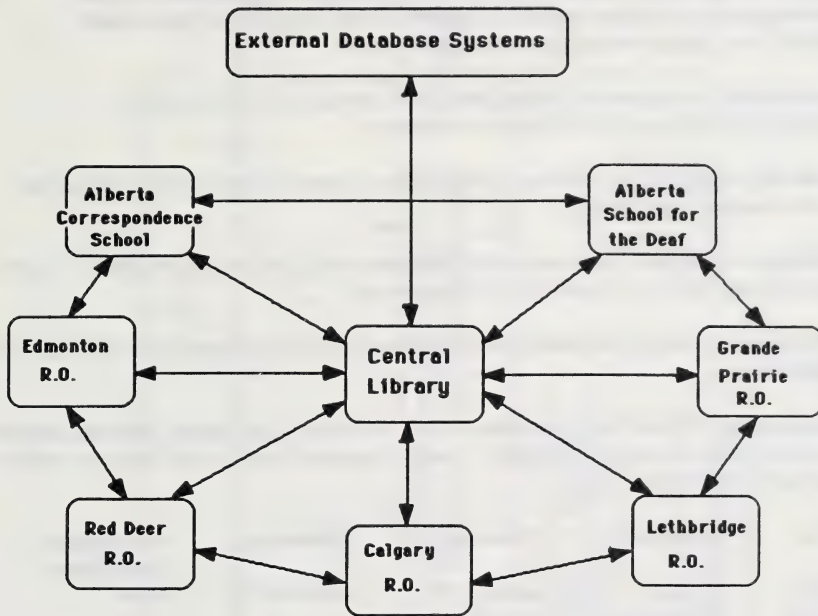 External Database Systems
Alberta
Correspondence
School
Alberta
School for
the Deaf
Edmonton
R.O.
Central
Library
Grande
Prairie
R.O.
Red Deer
R.O.
Calgary
R.O.
Lethbridge
R.O.